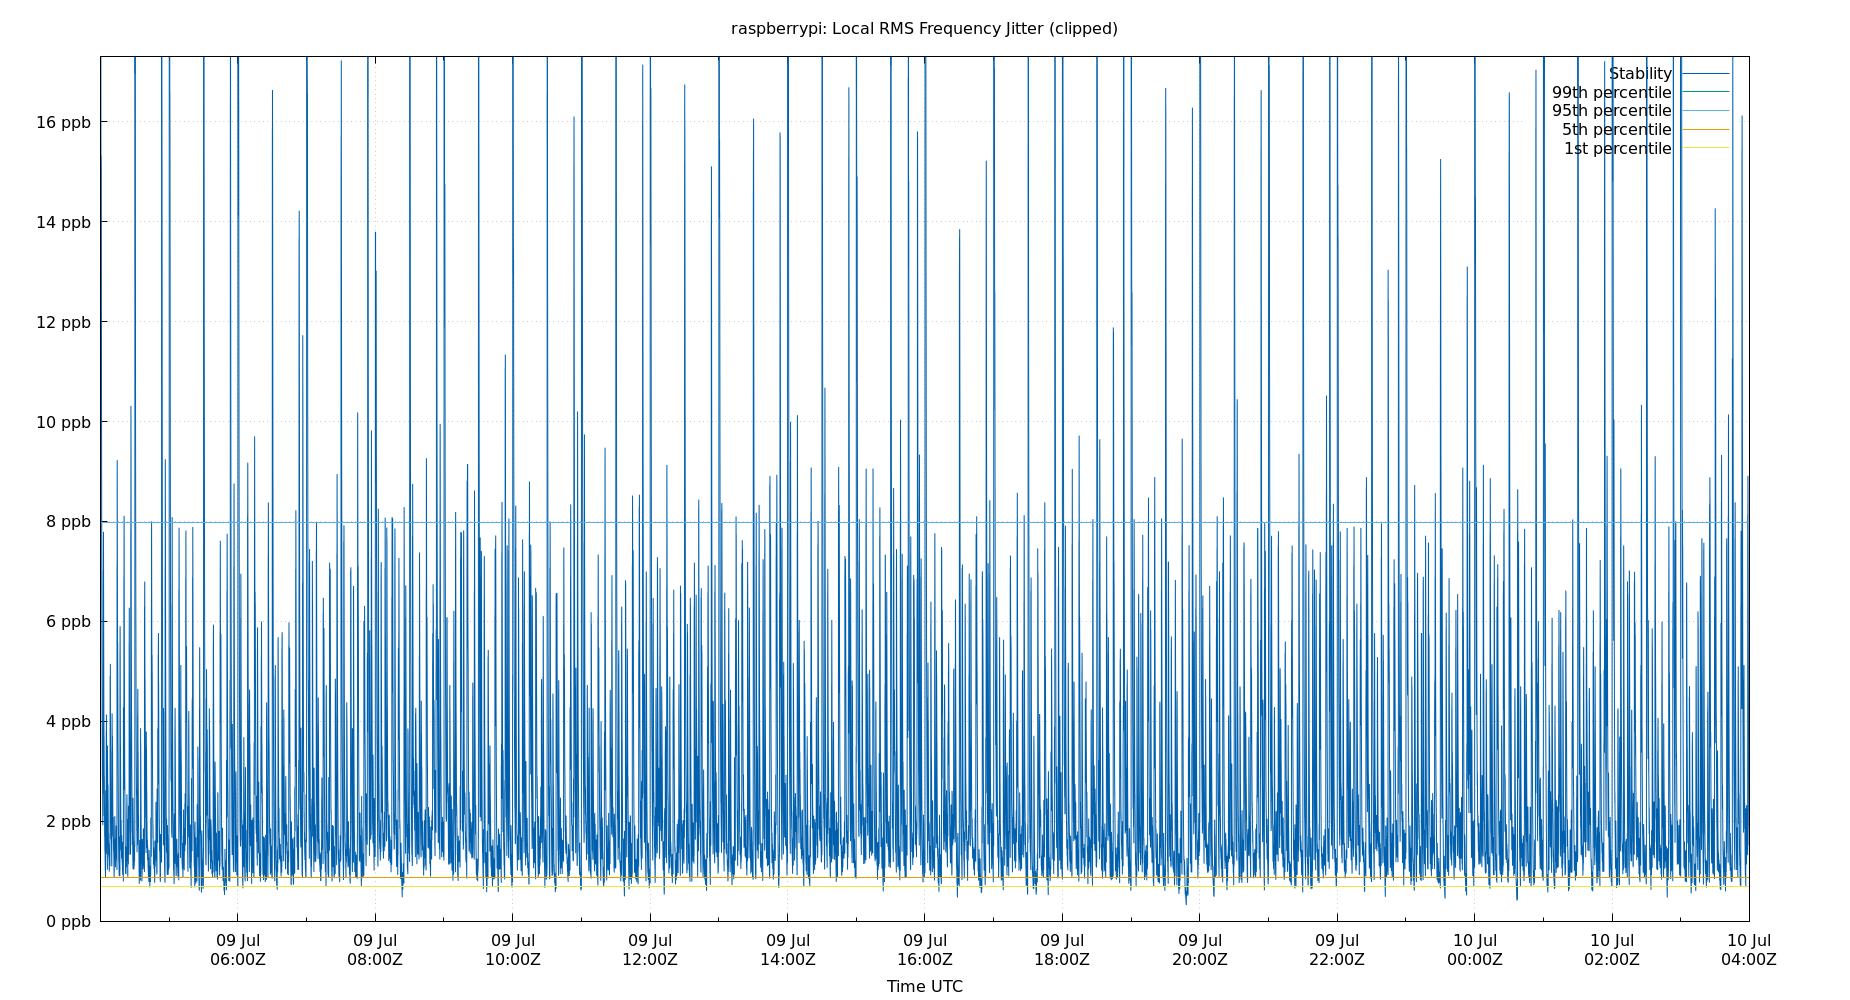 raspberrypi: Local RMS Frequency Jitter (clipped)
Stability
99th percentile
95th percentile
5th percentile
1st percentile
16 ppb
14 ppb
12 ppb
10 ppb
8 ppb
6 ppb
4 ppb
2 ppb
0 ppb
09 Jul 09 Jul 09 Jul 09 Jul 09 Jul 09 Jul 09 Jul 09 Jul 09 Jul 10 Jul 10 Jul 10 Jul
06:00Z 08:00Z 10:00Z 12:00Z 14:00Z 16:00Z 18:00Z 20:00Z 22:00Z 00:00Z 02:00Z 04:00Z
Time UTC